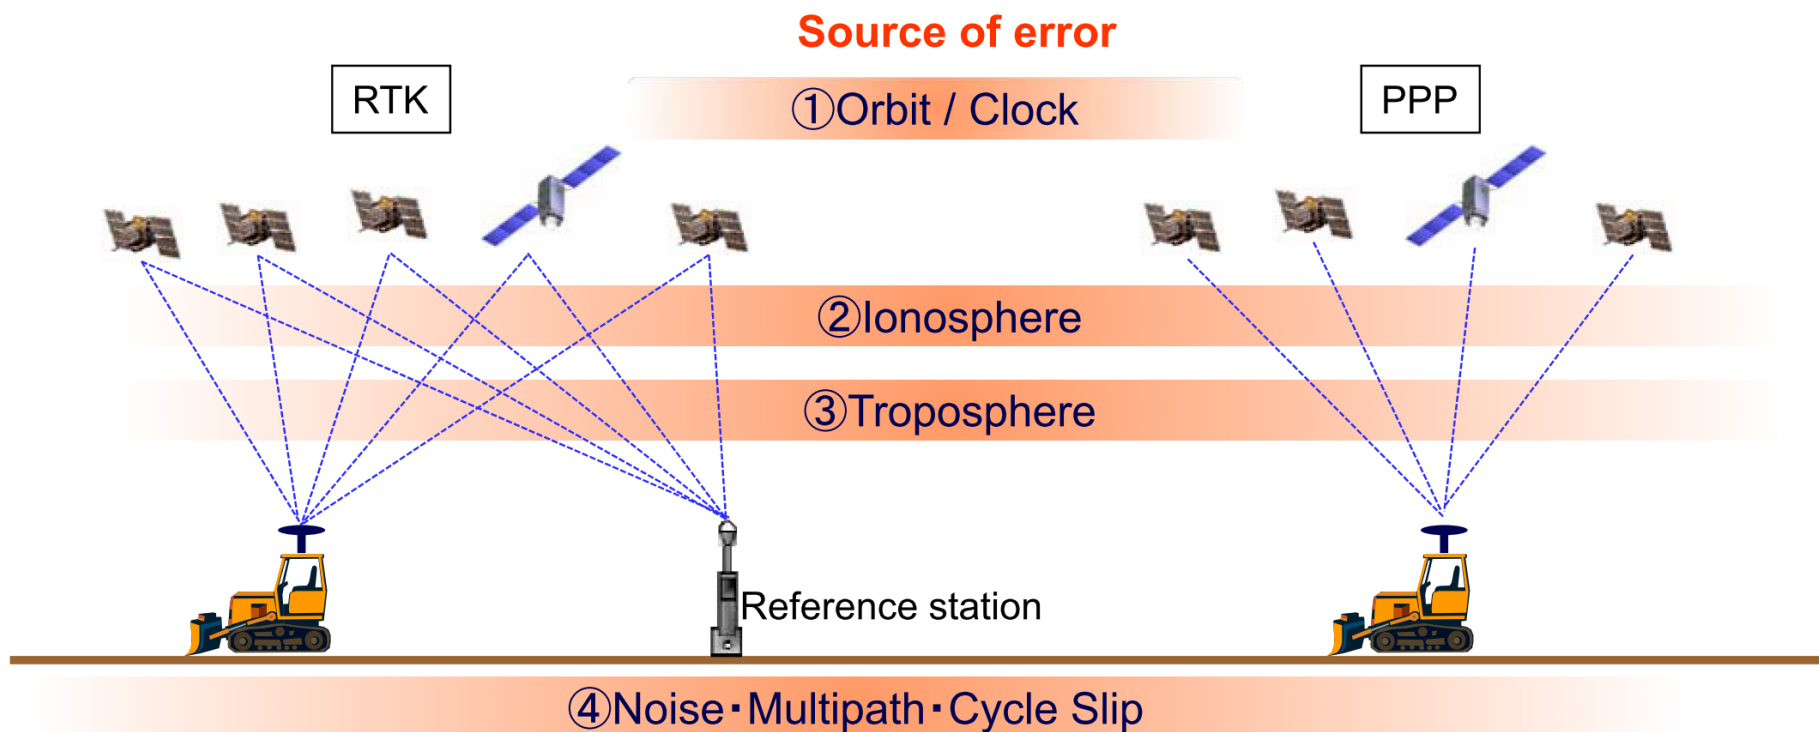 Source of error
RTK
①Orbit / Clock
PPP
②Ionosphere
③Troposphere
Reference station
④Noise・Multipath・Cycle Slip